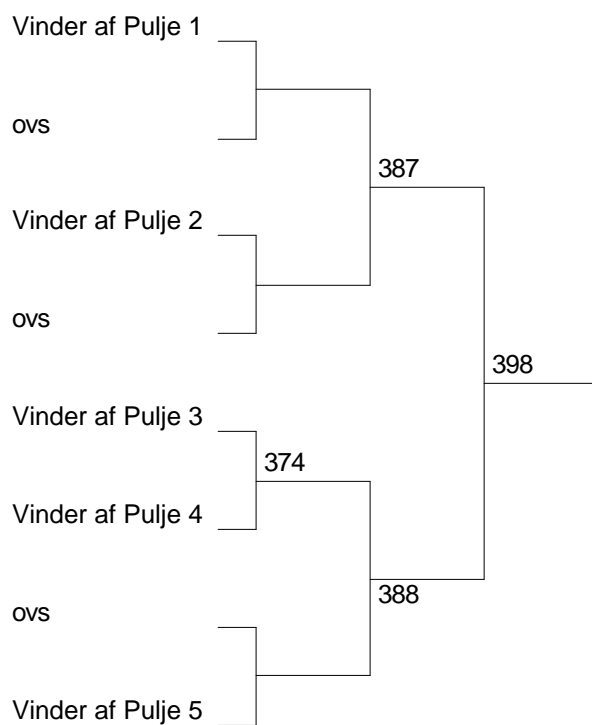 Vinder af Pulje 1
ovs
387
Vinder af Pulje 2
ovs
398
Vinder af Pulje 3
374
Vinder af Pulje 4
388
ovs
Vinder af Pulje 5